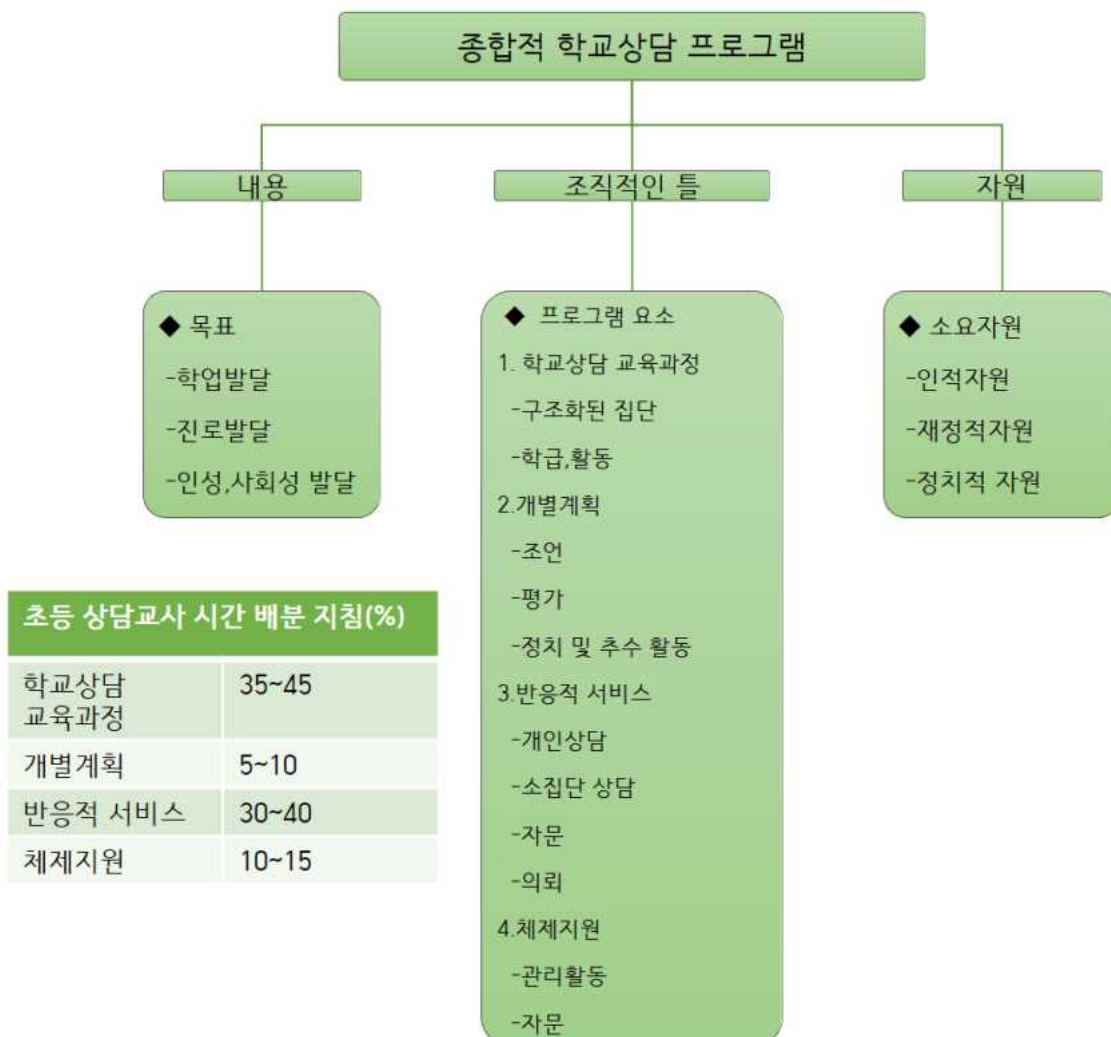 종합적 학교상담 프로그램
내용
조직적인 틀
자원
◆ 목표
-학업발달
-진로발달
-인성,사회성 발달
◆ 프로그램 요소
1. 학교상담 교육과정
-구조화된 집단
-학급,활동
2.개별계획
-조언
-평가
-정치 및 추수 활동
3.반응적 서비스
-개인상담
-소집단 상담
-자문
-의뢰
4.체제지원
-관리활동
-자문
◆ 소요자원
-인적자원
-재정적자원
-정치적 자원
초등 상담교사 시간 배분 지침(%)
학교상담
교육과정 35~45
개별계획 5~10
반응적 서비스 30~40
체제지원 10~15